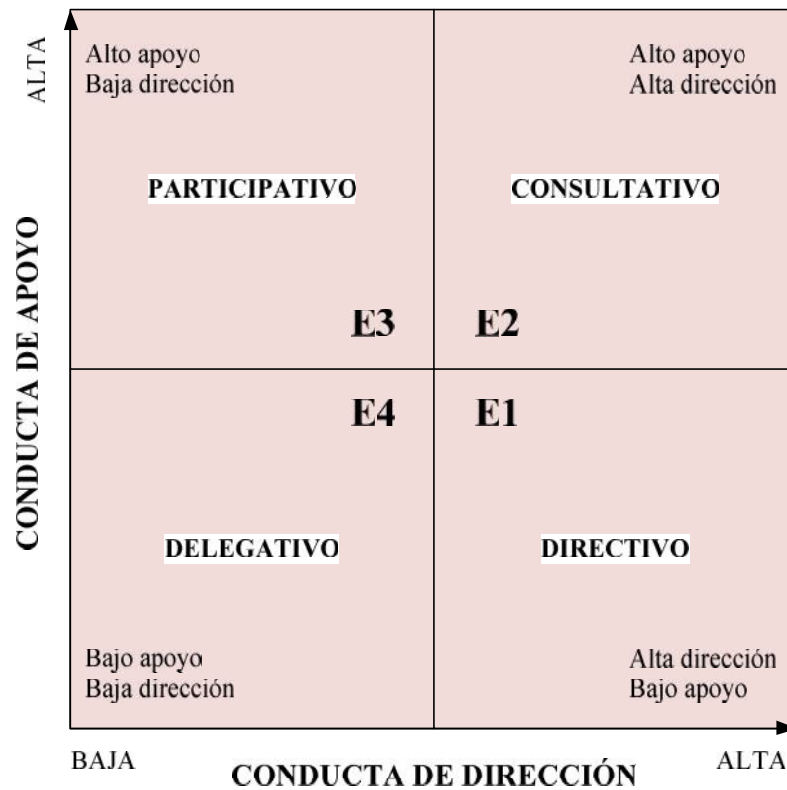 ALTA
CONDUCTA DE APOYO
Alto apoyo
Baja dirección
Alto apoyo
Alta dirección
PARTICIPATIVO
CONSULTATIVO
E3
E2
E4
E1
DELEGATIVO
DIRECTIVO
Bajo apoyo
Baja dirección
Alta dirección
Bajo apoyo
BAJA
CONDUCTA DE DIRECCIÓN
ALTA